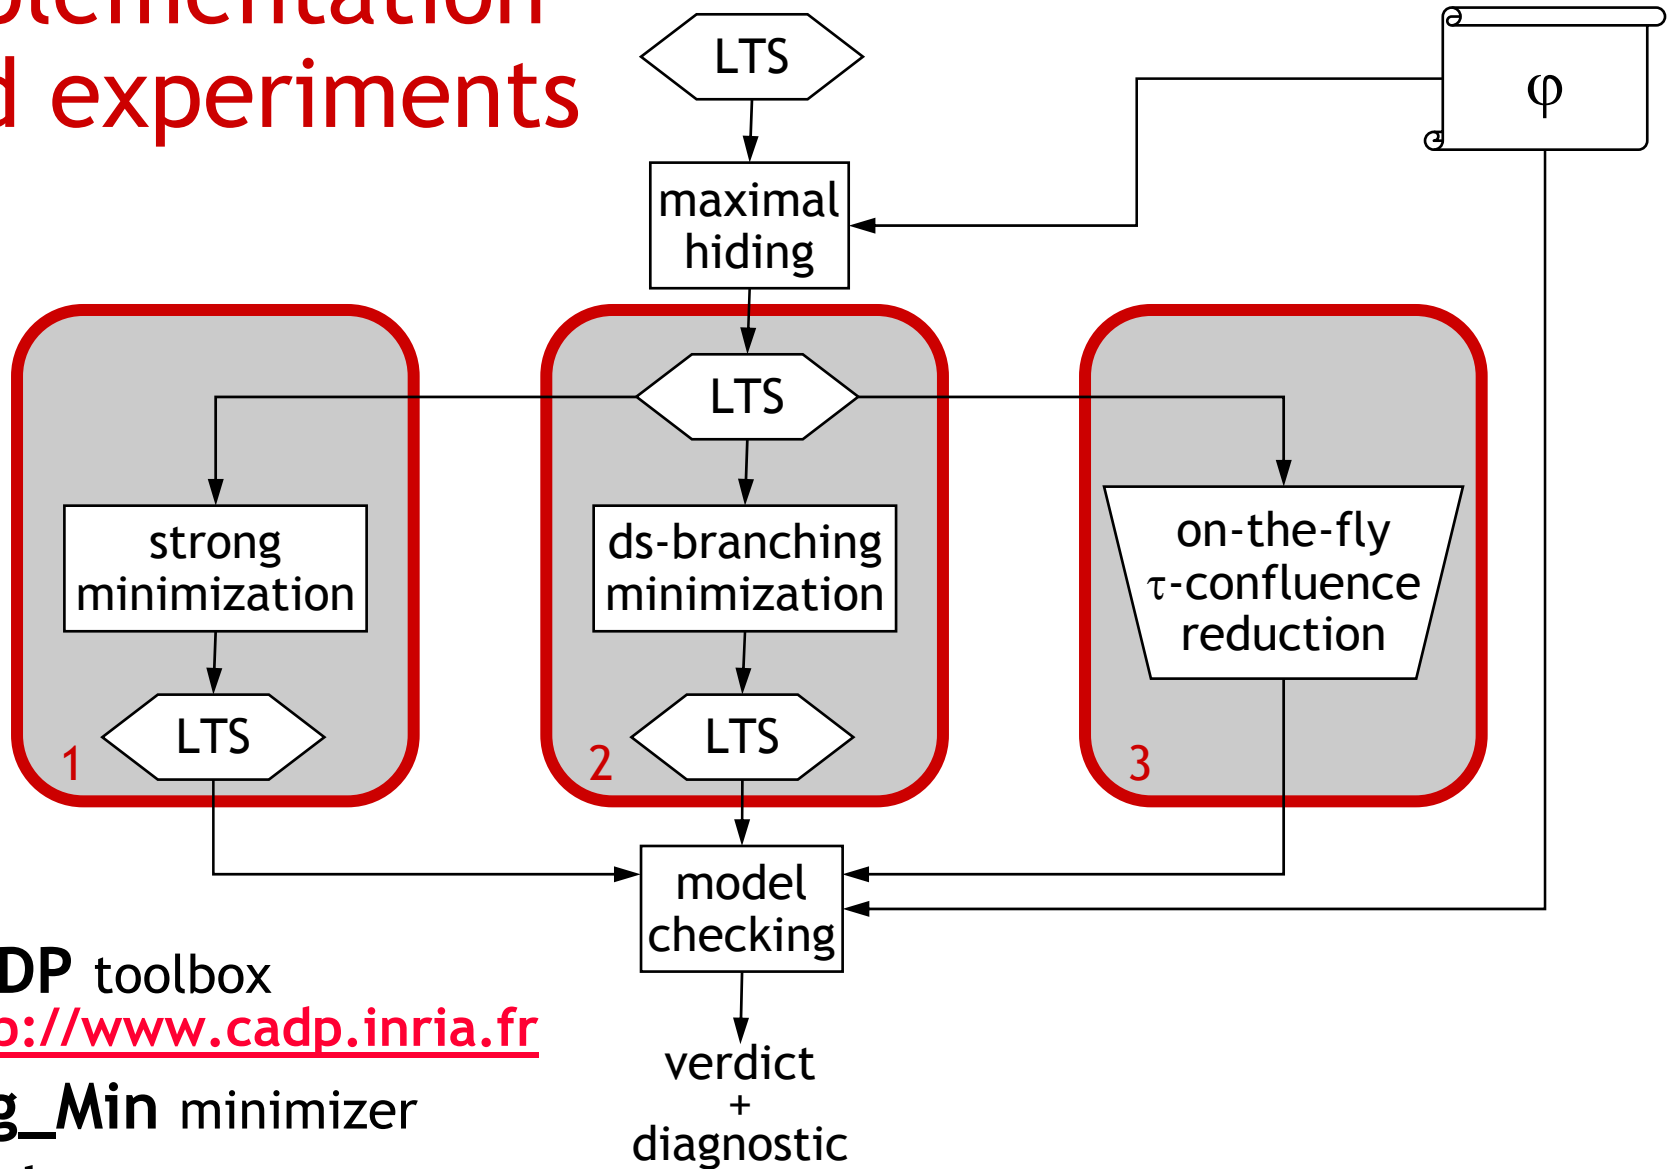 plementation
d experiments
LTS
φ
maximal
hiding
LTS
strong
minimization
ds-branching
minimization
on-the-fly
τ-confluence
reduction
LTS
1
LTS
2
3
model
checking
DP toolbox
p://www.cadp.inria.fr
g_Min minimizer
verdict
+
diagnostic